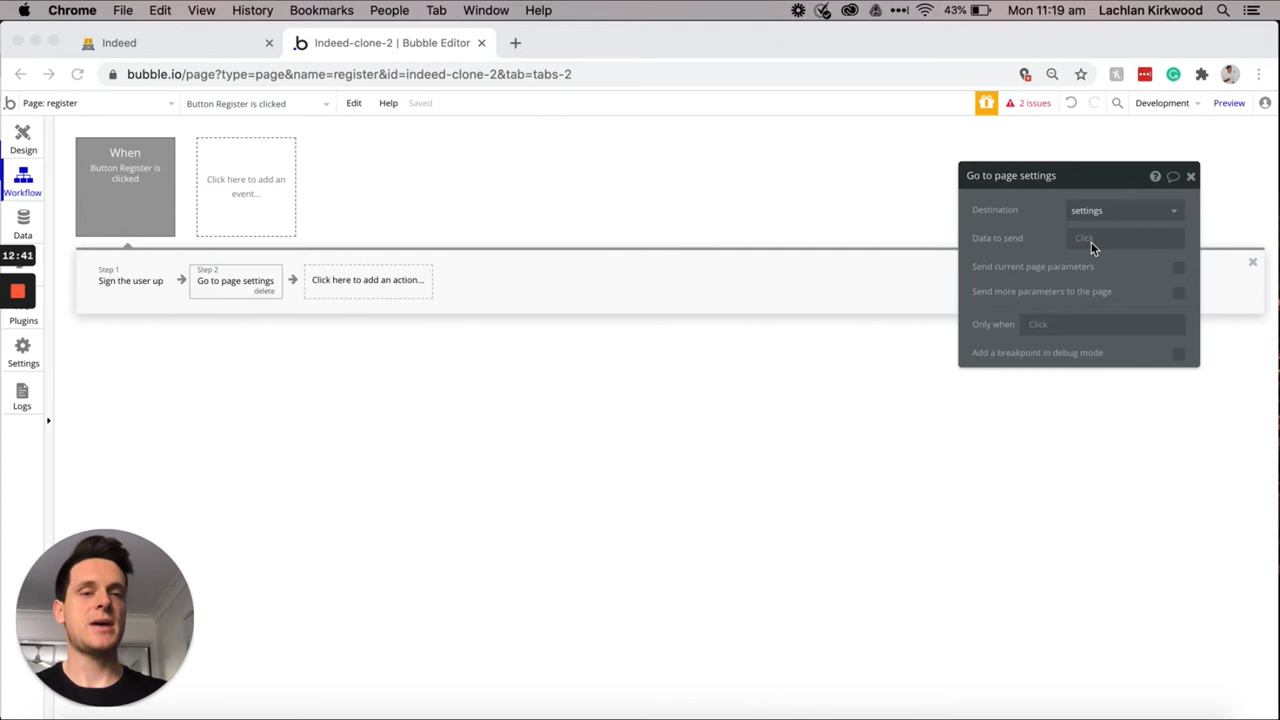 Chrome File Edit View History Bookmarks People Tab Window Help 43% Mon 11:19 am Lachlan Kirkwood
Indeed
Indeed-clone-2 | Bubble Editor
bubble.io/page?type=page&name=register&id=indeed-clone-2&tab=tabs-2
Page: register
Button Register is clicked
Edit Help Saved
2 issues
Development
Preview
Design
Workflow
Data
12:41
Plugins
Settings
Logs
When
Button Register is
clicked
Click here to add an
event...
Step 1
Sign the user up
Step 2
Go to page settings
delete
Click here to add an action...
Go to page settings
Destination settings
Data to send Click
Send current page parameters
Send more parameters to the page
Only when Click
Add a breakpoint in debug mode